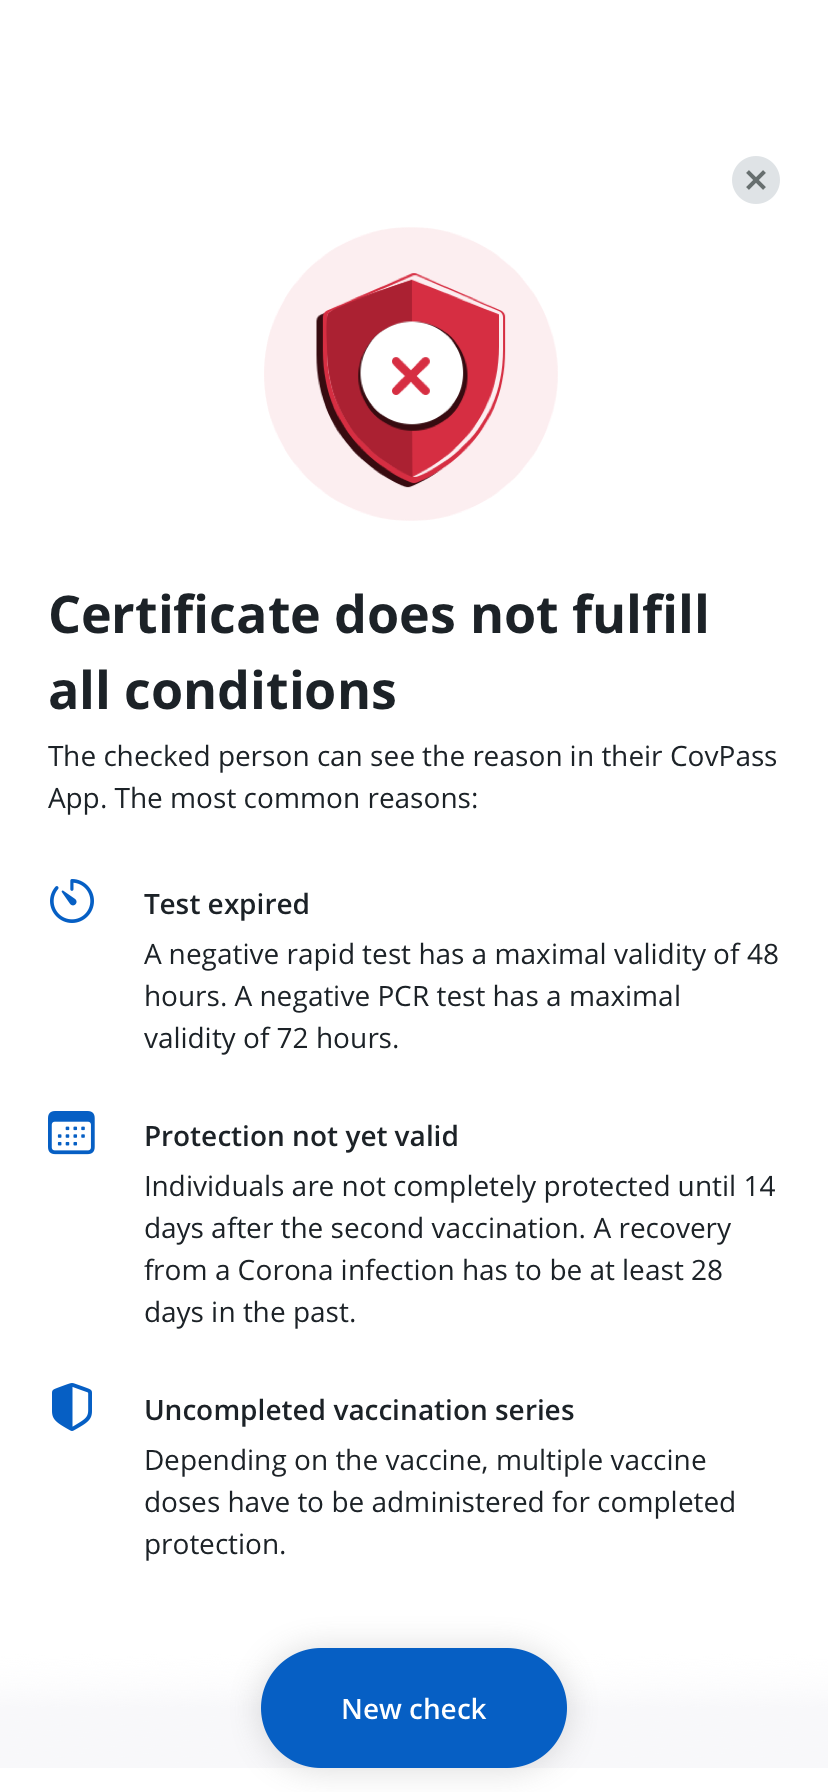 Certificate does not fulfill
all conditions
The checked person can see the reason in their CovPass
App. The most common reasons:
Test expired
A negative rapid test has a maximal validity of 48
hours. A negative PCR test has a maximal
validity of 72 hours.
Protection not yet valid
Individuals are not completely protected until 14
days after the second vaccination. A recovery
from a Corona infection has to be at least 28
days in the past.
Uncompleted vaccination series
Depending on the vaccine, multiple vaccine
doses have to be administered for completed
protection.
New check